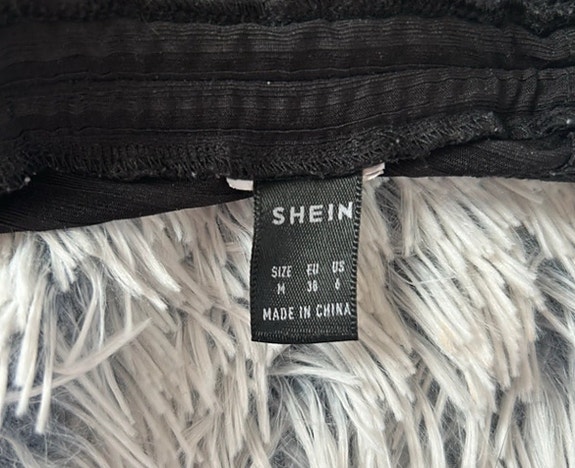 SHEIN
SIZE EU US
M 38 6
MADE IN CHINA